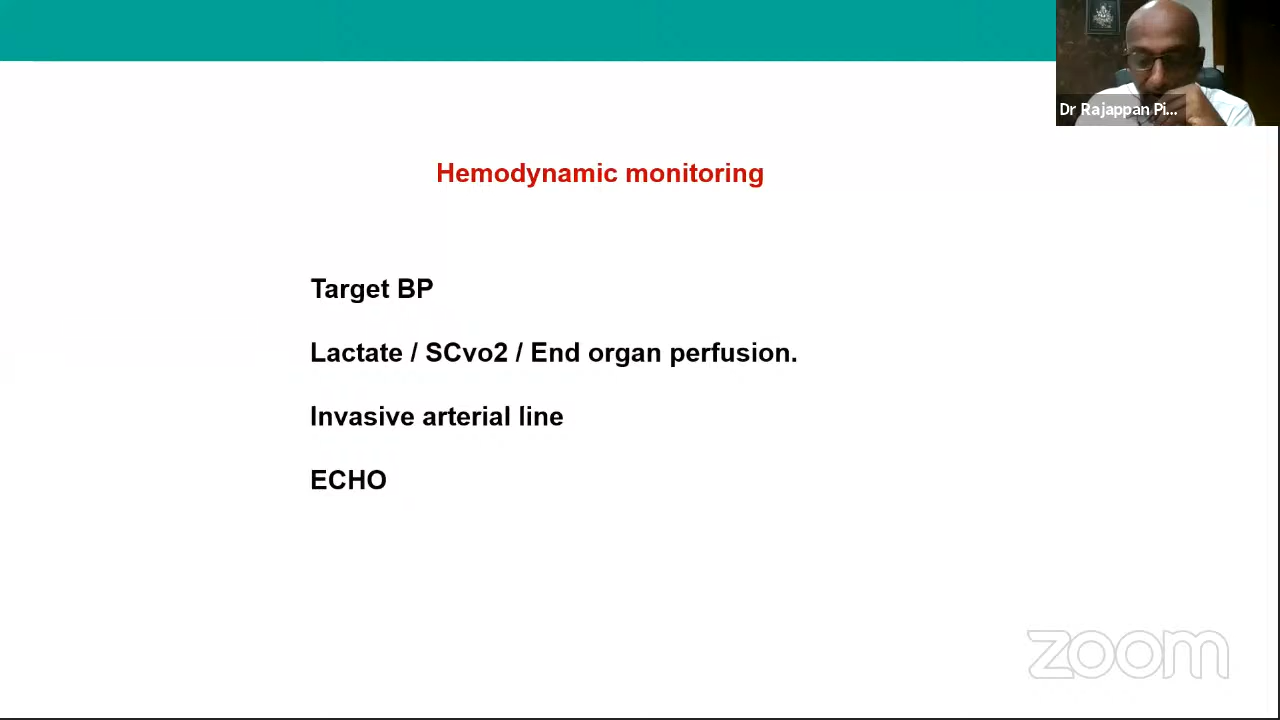 Dr Rajappan Pi...
Hemodynamic monitoring
Target BP
Lactate / SCvo2 / End organ perfusion.
Invasive arterial line
ECHO
zoom